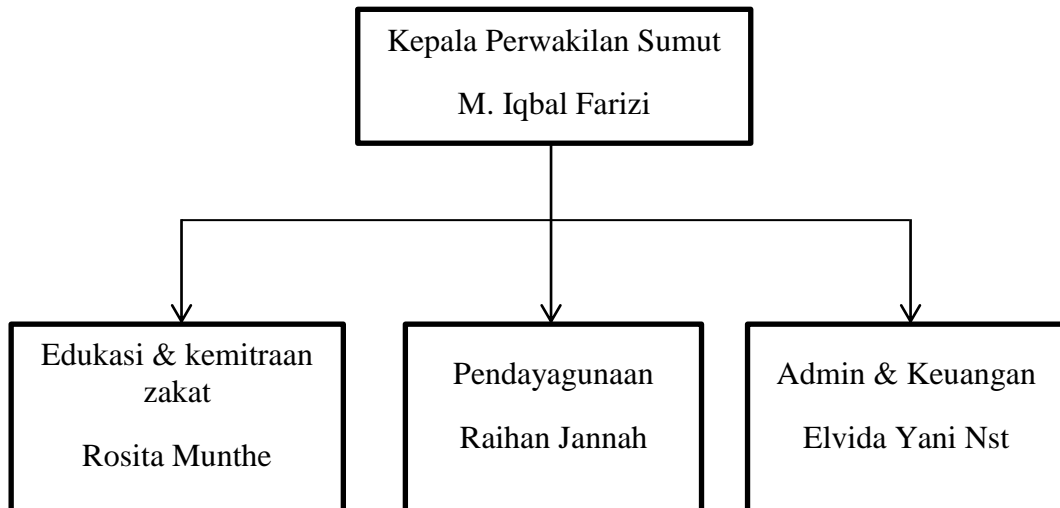 Kepala Perwakilan Sumut
M. Iqbal Farizi
Edukasi & kemitraan
zakat
Rosita Munthe
Pendayagunaan
Raihan Jannah
Admin & Keuangan
Elvida Yani Nst